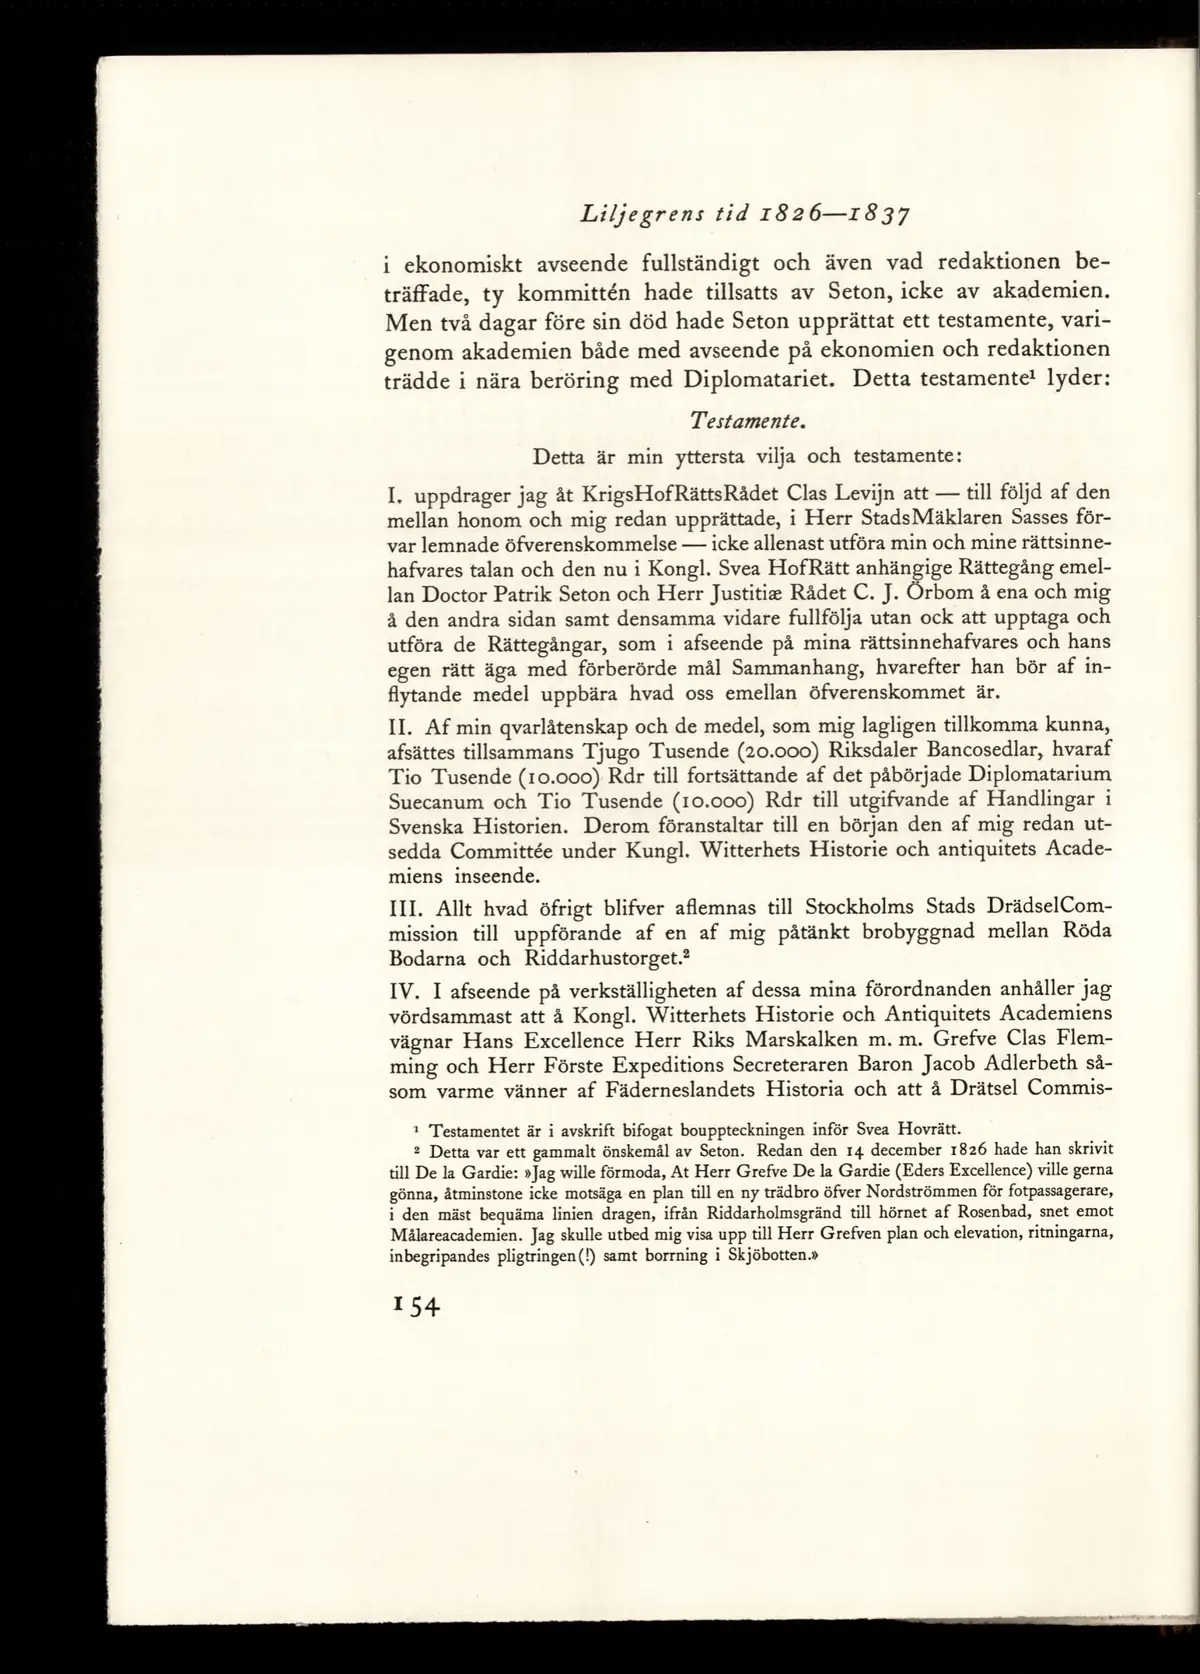 Liljegrens tid 1826—1837
i ekonomiskt avseende fullständigt och även vad redaktionen be-
träffade, ty kommittén hade tillsatts av Seton, icke av akademien.
Men två dagar före sin död hade Seton upprättat ett testamente, vari-
genom akademien både med avseende på ekonomien och redaktionen
trädde i nära beröring med Diplomatariet. Detta testamente¹ lyder:
Testamente.
Detta är min yttersta vilja och testamente:
I. uppdrager jag åt KrigsHofRättsRådet Clas Levijn att — till följd af den
mellan honom och mig redan upprättade, i Herr StadsMäklaren Sasses för-
var lemnade öfverenskommelse — icke allenast utföra min och mine rättsinne-
hafvares talan och den nu i Kongl. Svea HofRätt anhängige Rättegång emel-
lan Doctor Patrik Seton och Herr Justitiæ Rådet C. J. Örbom å ena och mig
å den andra sidan samt densamma vidare fullfölja utan ock att upptaga och
utföra de Rättegångar, som i afseende på mina rättsinnehafvares och hans
egen rätt äga med förberörde mål Sammanhang, hvarefter han bör af in-
flytande medel uppbära hvad oss emellan öfverenskommet är.
II. Af min qvarlåtenskap och de medel, som mig lagligen tillkomma kunna,
afsättes tillsammans Tjugo Tusende (20.000) Riksdaler Bancosedlar, hvaraf
Tio Tusende (10.000) Rdr till fortsättande af det påbörjade Diplomatarium
Suecanum och Tio Tusende (10.000) Rdr till utgifvande af Handlingar i
Svenska Historien. Derom föranstaltar till en början den af mig redan ut-
sedda Committée under Kungl. Witterhets Historie och antiquitets Acade-
miens inseende.
III. Allt hvad öfrigt blifver aflemnas till Stockholms Stads DrädselCom-
mission till uppförande af en af mig påtänkt brobyggnad mellan Röda
Bodarna och Riddarhustorget.²
IV. I afseende på verkställigheten af dessa mina förordnanden anhåller jag
vördsammast att å Kongl. Witterhets Historie och Antiquitets Academiens
vägnar Hans Excellence Herr Riks Marskalken m. m. Grefve Clas Flem-
ming och Herr Förste Expeditions Secreteraren Baron Jacob Adlerbeth så-
som varme vänner af Fäderneslandets Historia och att å Drätsel Commis-
¹ Testamentet är i avskrift bifogat bouppteckningen inför Svea Hovrätt.
² Detta var ett gammalt önskemål av Seton. Redan den 14 december 1826 hade han skrivit
till De la Gardie: »Jag wille förmoda, At Herr Grefve De la Gardie (Eders Excellence) ville gerna
gönna, åtminstone icke motsäga en plan till en ny trädbro öfver Nordströmmen för fotpassagerare,
i den mäst bequäma linien dragen, ifrån Riddarholmsgränd till hörnet af Rosenbad, snet emot
Målareacademien. Jag skulle utbed mig visa upp till Herr Grefven plan och elevation, ritningarna,
inbegripandes pligtringen(!) samt borrning i Skjöbotten.»
154